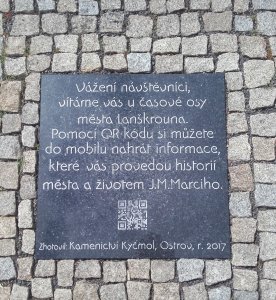 Vážení návštěvníci,
vítáme vás u časové osy
města Lanškrouna.
Pomocí QR kódu si můžete
do mobilu nahrát informace,
které vás provedou historií
města a životem J.M.Marciho.
Zhotovil: Kamenictví Kyčmol, Ostrov, r. 2017